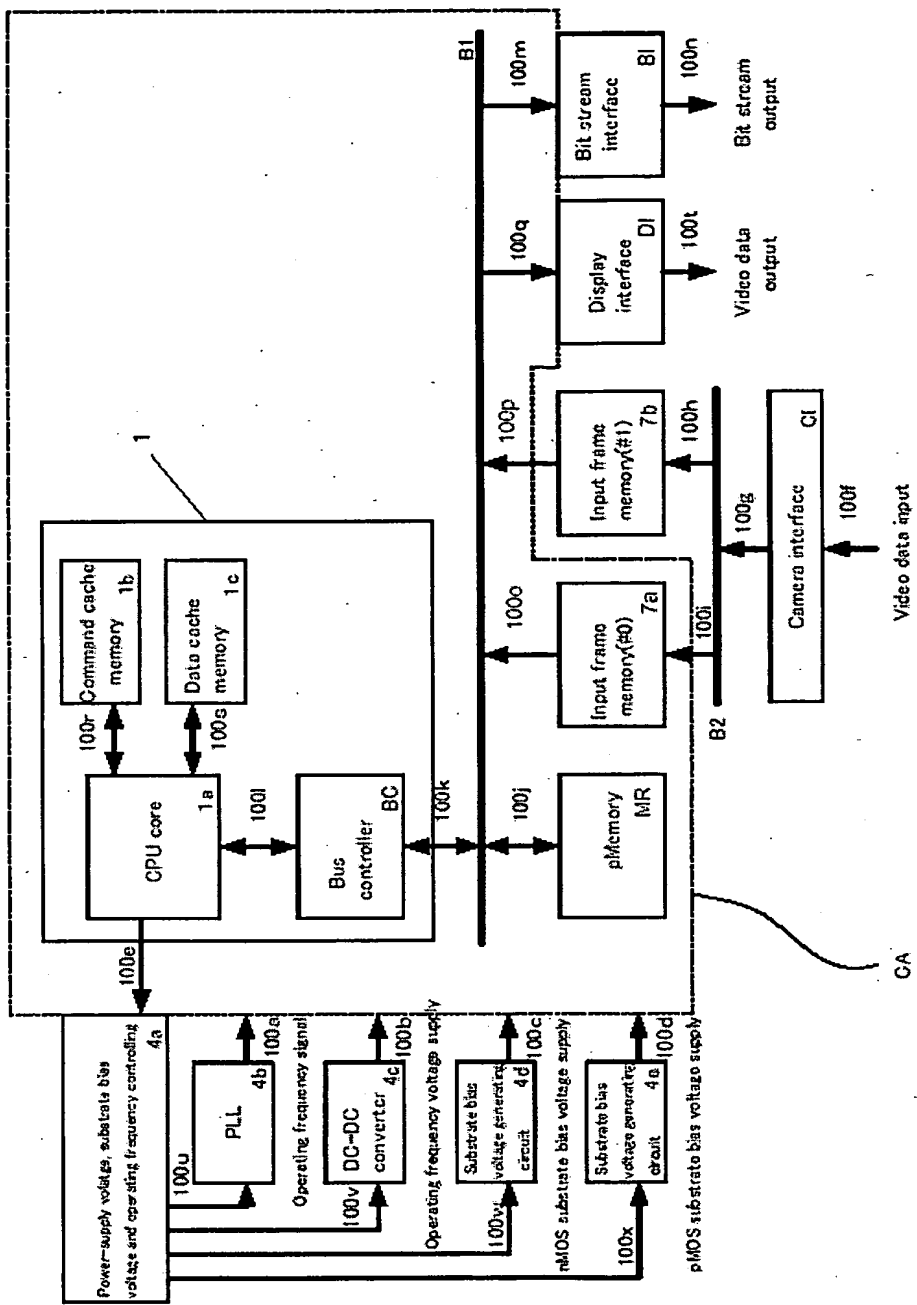 Power-supply volatge, substrate bias
voltage and operating frequency controlling
4a
100u
PLL
4b
100a
Operating frequency signal
100v
DC-DC
converter
4c
100b
Operating frequency voltage supply
100w
Substrate bias
voltage generating
circuit
4d
100c
nMOS substrate bias voltage supply
100x
Substrate bias
voltage generating
circuit
100d
pMOS substrate bias voltage supply
100e
1
CPU core
1a
100r
Command cache
memory
1b
100s
Data cache
memory
1c
100l
Bus
controller
BC
100k
B1
100j
pMemory
MR
100o
Input frame
memory(#0)
7a
100i
100p
Input frame
memory(#1)
7b
100h
B2
100g
Camera interface
CI
100f
Video data input
100q
Display
interface
DI
100t
Video data
output
100m
Bit stream
interface
BI
100n
Bit stream
output
CA